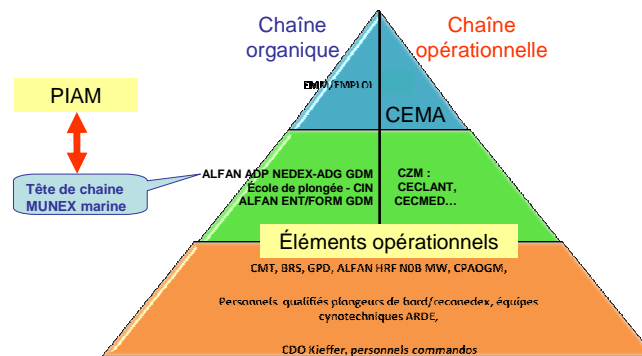 Chaîne
organique
Chaîne
opérationnelle
EMM/EMPLOI
CEMA
PIAM
Tête de chaine
MUNEX marine
ALFAN ADP NEDEX-ADG GDM
École de plongée - CIN
ALFAN ENT/FORM GDM
CZM :
CECLANT,
CECMED…
Éléments opérationnels
CMT, BRS, GPD, ALFAN HRF N0B MW, CPAOGM,
Personnels qualifiés plongeurs de bord/reconedex, équipes
cynotechniques ARDE,
CDO Kieffer, personnels commandos